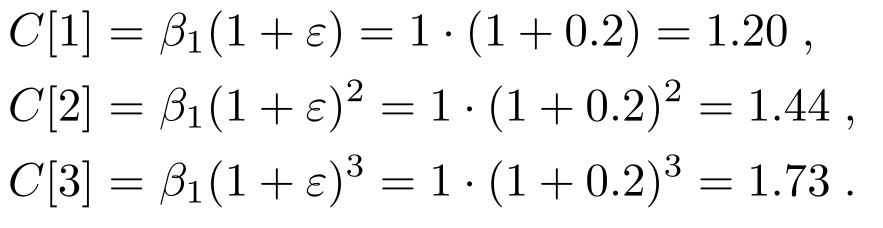 C[1] = β₁(1 + ε) = 1 · (1 + 0.2) = 1.20 ,
C[2] = β₁(1 + ε)² = 1 · (1 + 0.2)² = 1.44 ,
C[3] = β₁(1 + ε)³ = 1 · (1 + 0.2)³ = 1.73 .